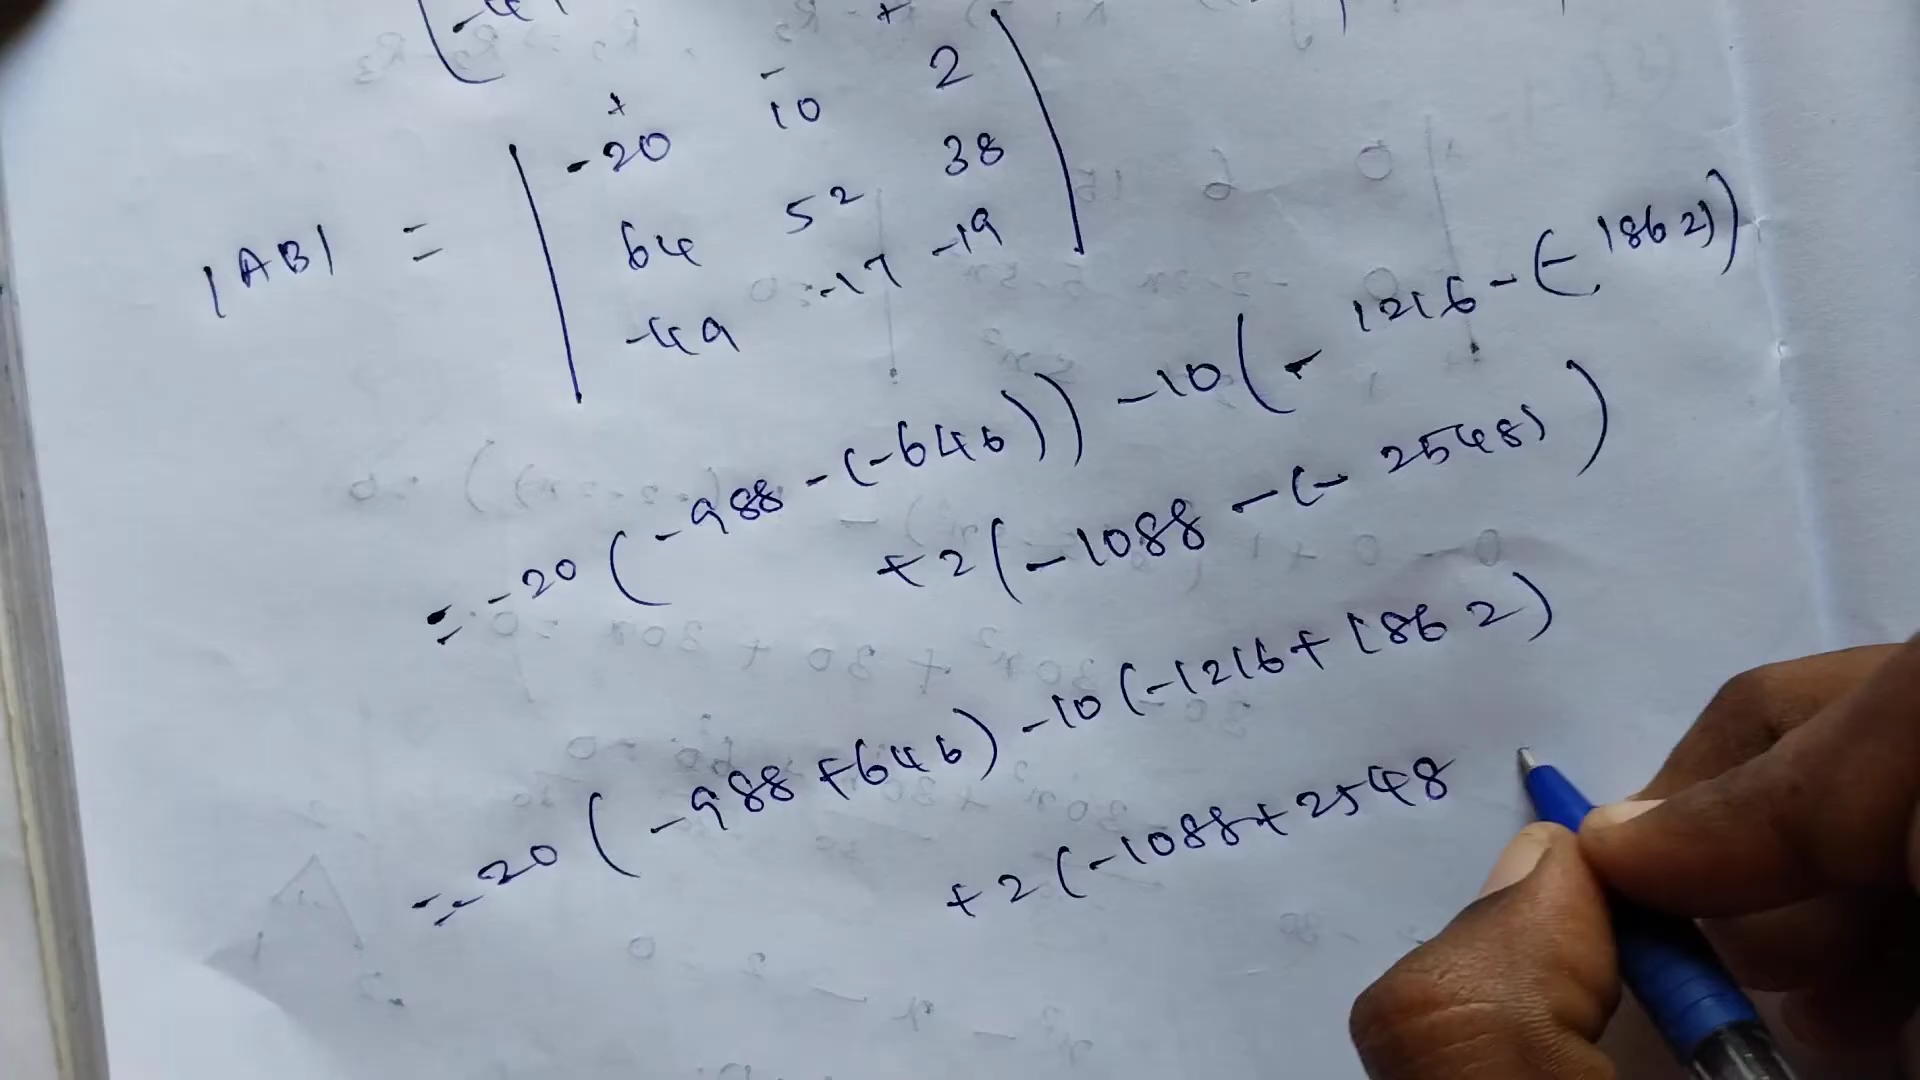 + - +
-20 10 2
|AB| = 64 52 38
-49 -17 -19
= -20(-988-(-646)) -10(-1216-(-1862))
+2(-1088-(-2548))
= -20(-988+646) -10(-1216+1862)
+2(-1088+2548